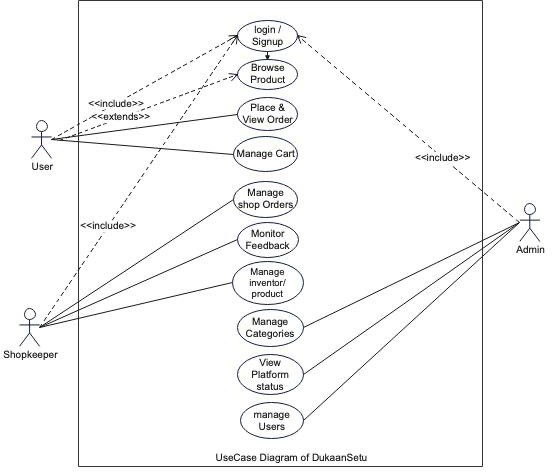 login /
Signup
Browse
Product
<<include>>
<<extends>>
Place &
View Order
User
Manage Cart
<<include>>
Manage
shop Orders
<<include>>
Monitor
Feedback
Admin
Manage
inventor/
product
Shopkeeper
Manage
Categories
View
Platform
status
manage
Users
UseCase Diagram of DukaanSetu